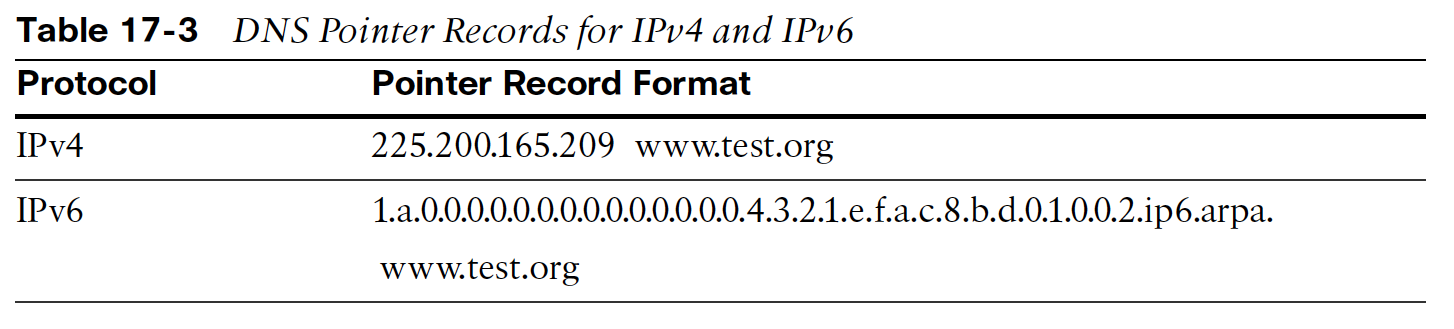 Table 17-3 DNS Pointer Records for IPv4 and IPv6
Protocol Pointer Record Format
IPv4 225.200.165.209 www.test.org
IPv6 1.a.0.0.0.0.0.0.0.0.0.0.0.0.0.0.4.3.2.1.e.f.a.c.8.b.d.0.1.0.0.2.ip6.arpa.
www.test.org